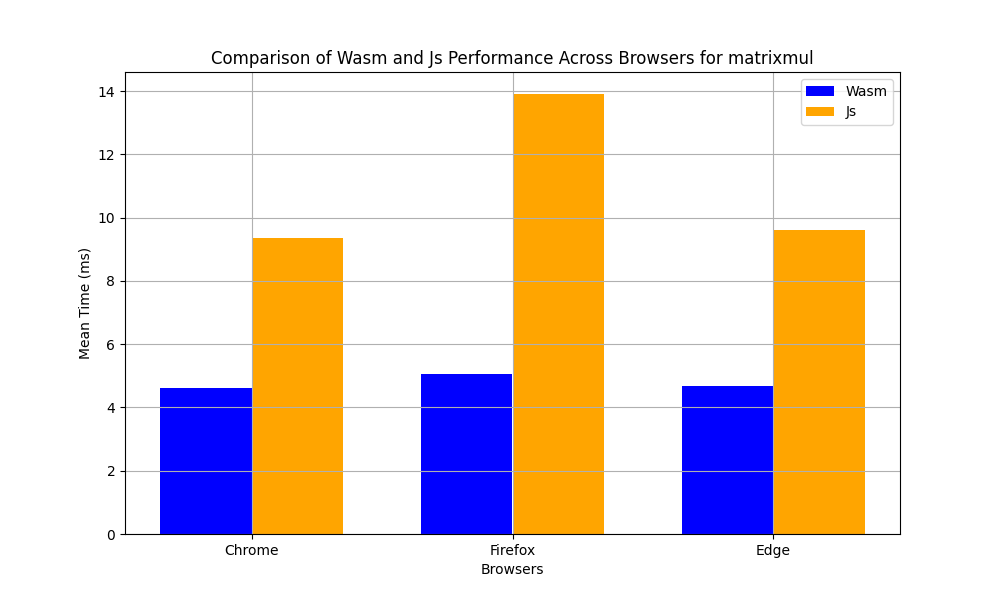 Comparison of Wasm and Js Performance Across Browsers for matrixmul
Wasm
Js
Mean Time (ms)
14
12
10
8
6
4
2
0
Chrome Firefox Edge
Browsers